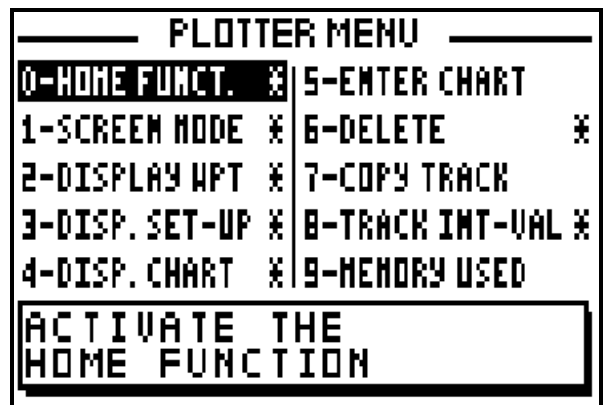 PLOTTER MENU
0-HOME FUNCT. *
1-SCREEN MODE *
2-DISPLAY WPT *
3-DISP. SET-UP *
4-DISP. CHART *
5-ENTER CHART
6-DELETE *
7-COPY TRACK
8-TRACK INT-VAL *
9-MEMORY USED
ACTIVATE THE
HOME FUNCTION